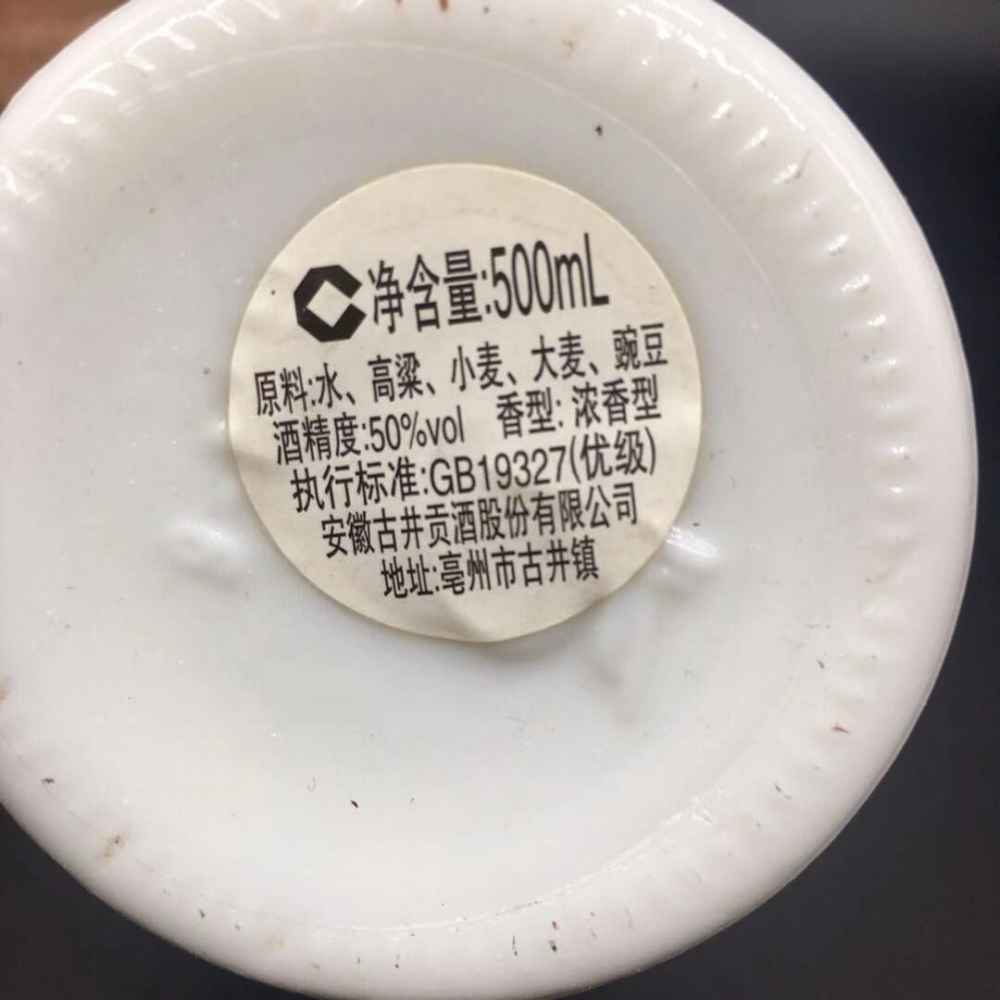 净含量:500mL
原料:水、高粱、小麦、大麦、豌豆
酒精度:50%vol 香型: 浓香型
执行标准:GB19327(优级)
安徽古井贡酒股份有限公司
地址:亳州市古井镇